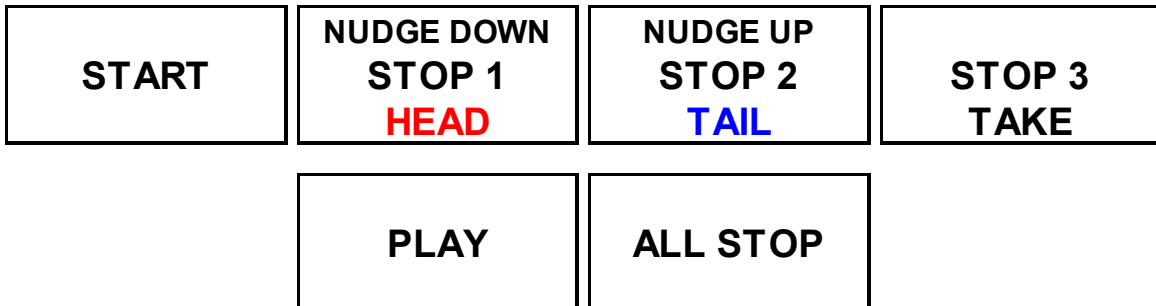 START
NUDGE DOWN
STOP 1
HEAD
NUDGE UP
STOP 2
TAIL
STOP 3
TAKE
PLAY
ALL STOP